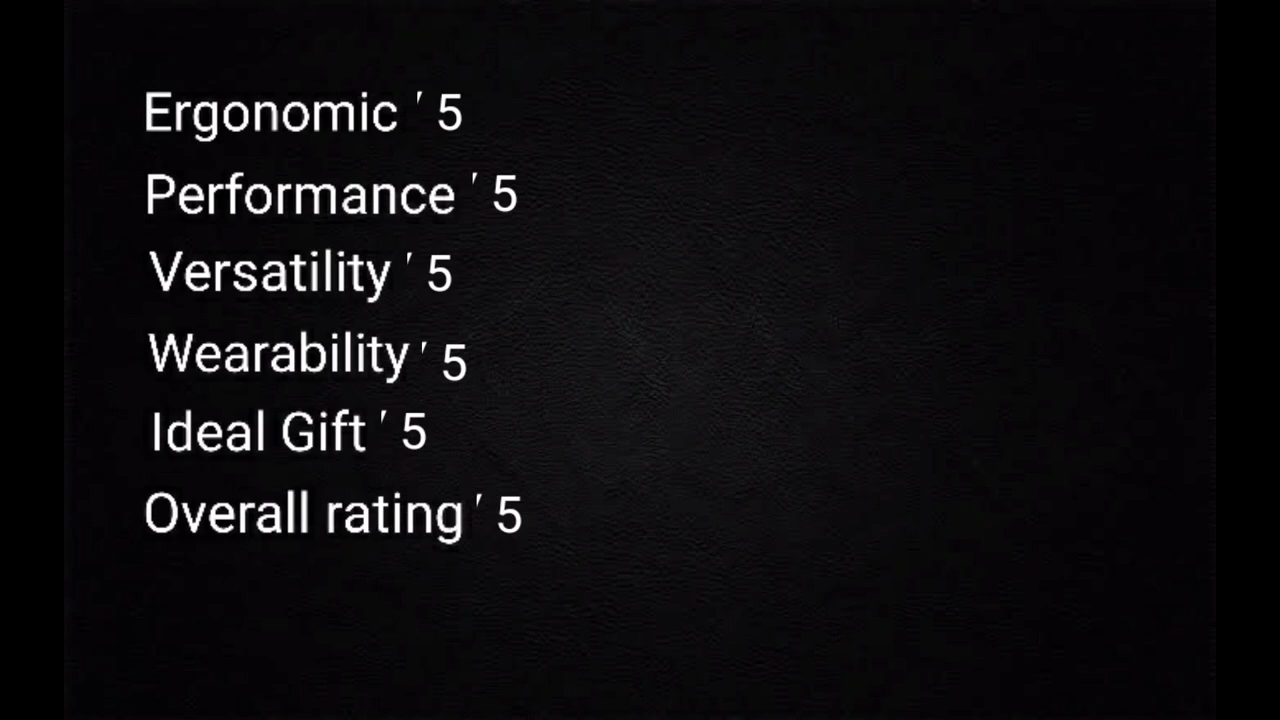 Ergonomic ′ 5
Performance ′ 5
Versatility ′ 5
Wearability ′ 5
Ideal Gift ′ 5
Overall rating ′ 5